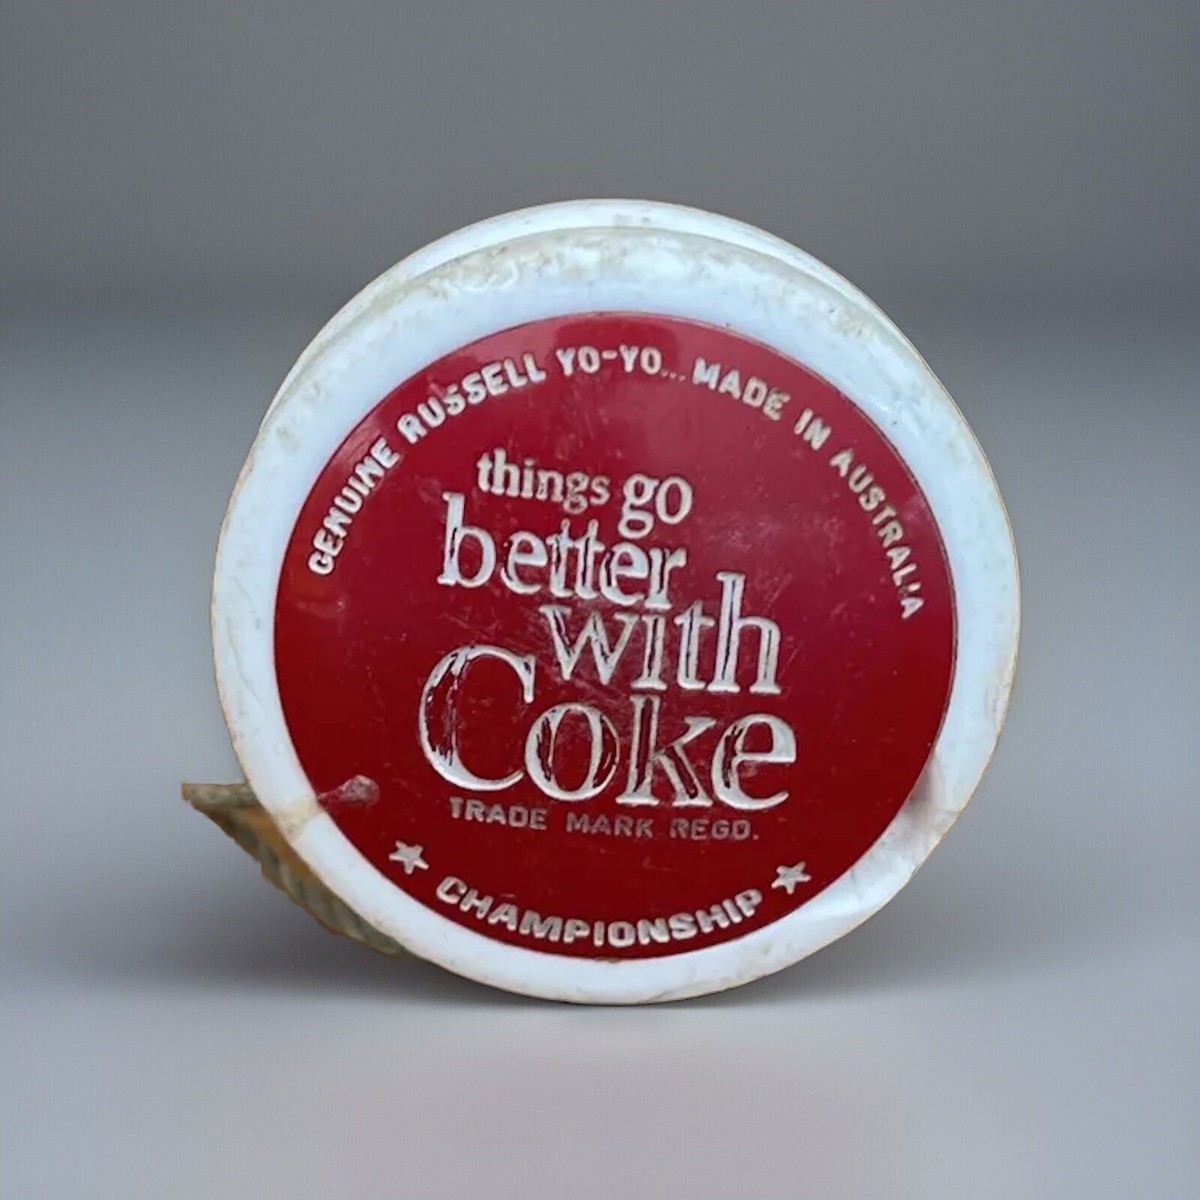 GENUINE RUSSELL YO-YO... MADE IN AUSTRALIA
things go
better
with
Coke
TRADE MARK REGD.
★ CHAMPIONSHIP ★